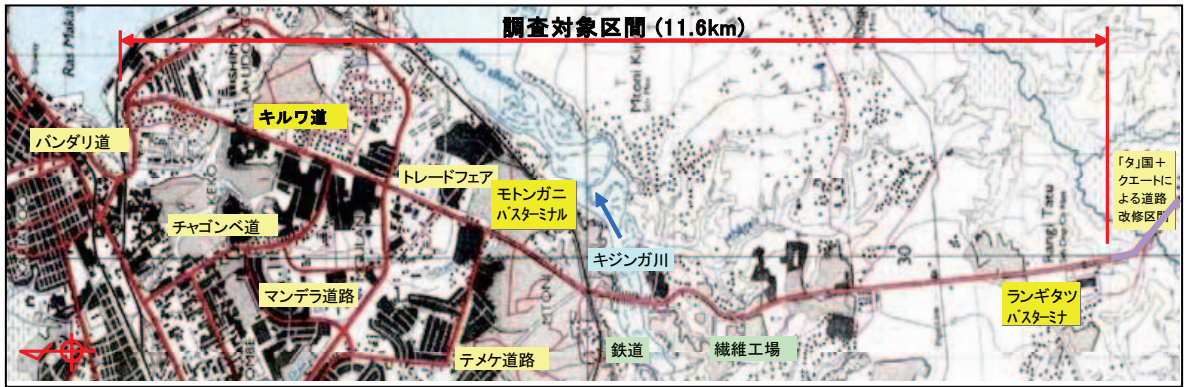 調査対象区間 (11.6km)
キルワ道
バンダリ道
トレードフェア
モトンガニ
バスターミナル
「タ」国＋
クエートに
よる道路
改修区間
チャゴンベ道
キジンガ川
マンデラ道路
ランギタツ
バスターミナ
テメケ道路
鉄道
繊維工場
30
Mtoni Kij